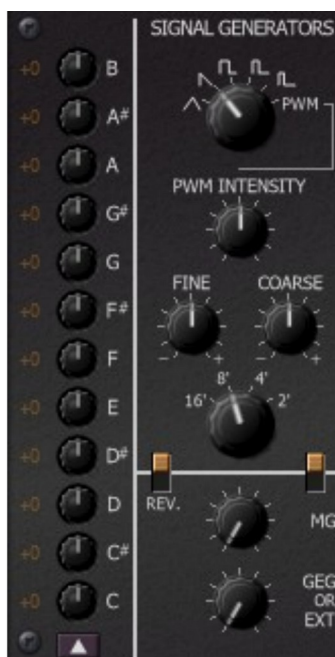 SIGNAL GENERATORS
+0 B
+0 A#
+0 A
+0 G#
+0 G
+0 F#
+0 F
+0 E
+0 D#
+0 D
+0 C#
+0 C
PWM
PWM INTENSITY
FINE COARSE
- + - +
16' 8' 4' 2'
REV.
MG
GEG
OR
EXT